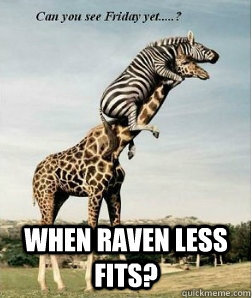 Can you see Friday yet.....?
WHEN RAVEN LESS
FITS?
quickmeme.com